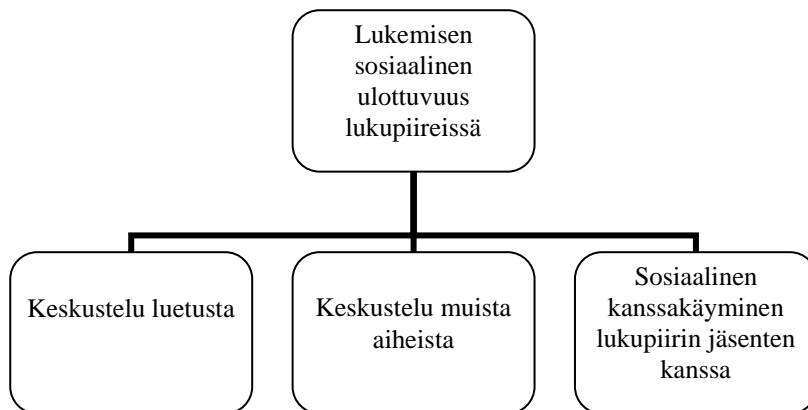 Lukemisen
sosiaalinen
ulottuvuus
lukupiireissä
Keskustelu luetusta
Keskustelu muista
aiheista
Sosiaalinen
kanssakäyminen
lukupiirin jäsenten
kanssa